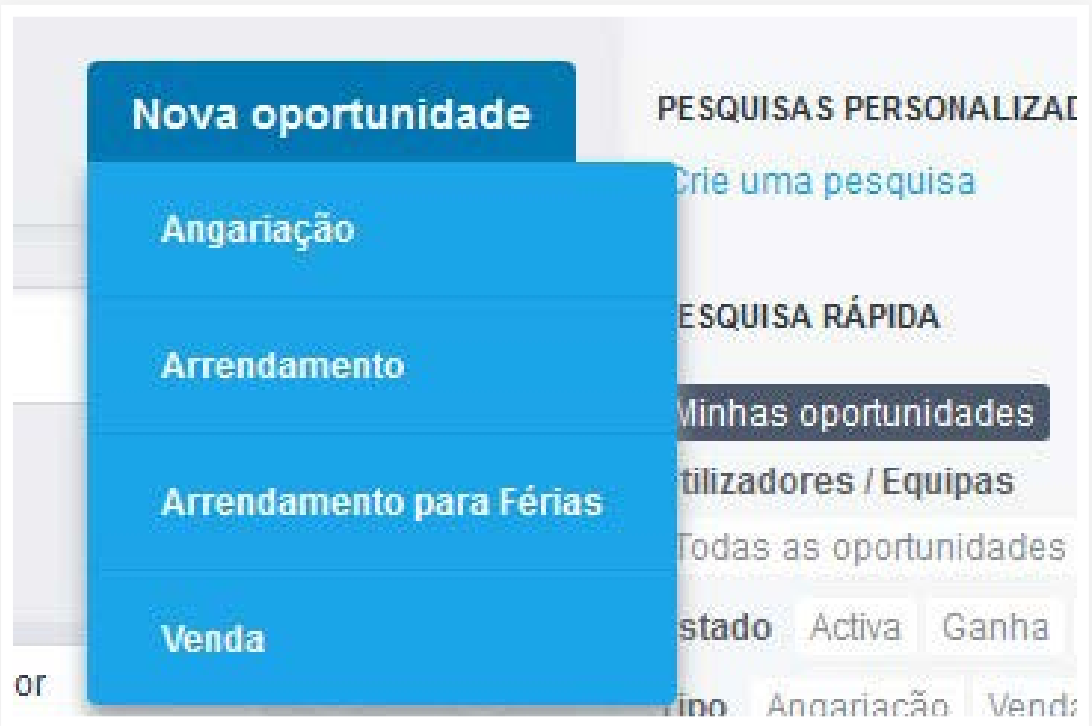 Nova oportunidade
Angariação
Arrendamento
Arrendamento para Férias
Venda
or
PESQUISAS PERSONALIZAD
Crie uma pesquisa
ESQUISA RÁPIDA
Minhas oportunidades
tilizadores / Equipas
Todas as oportunidades
stado Activa Ganha
Tipo Angariação Venda